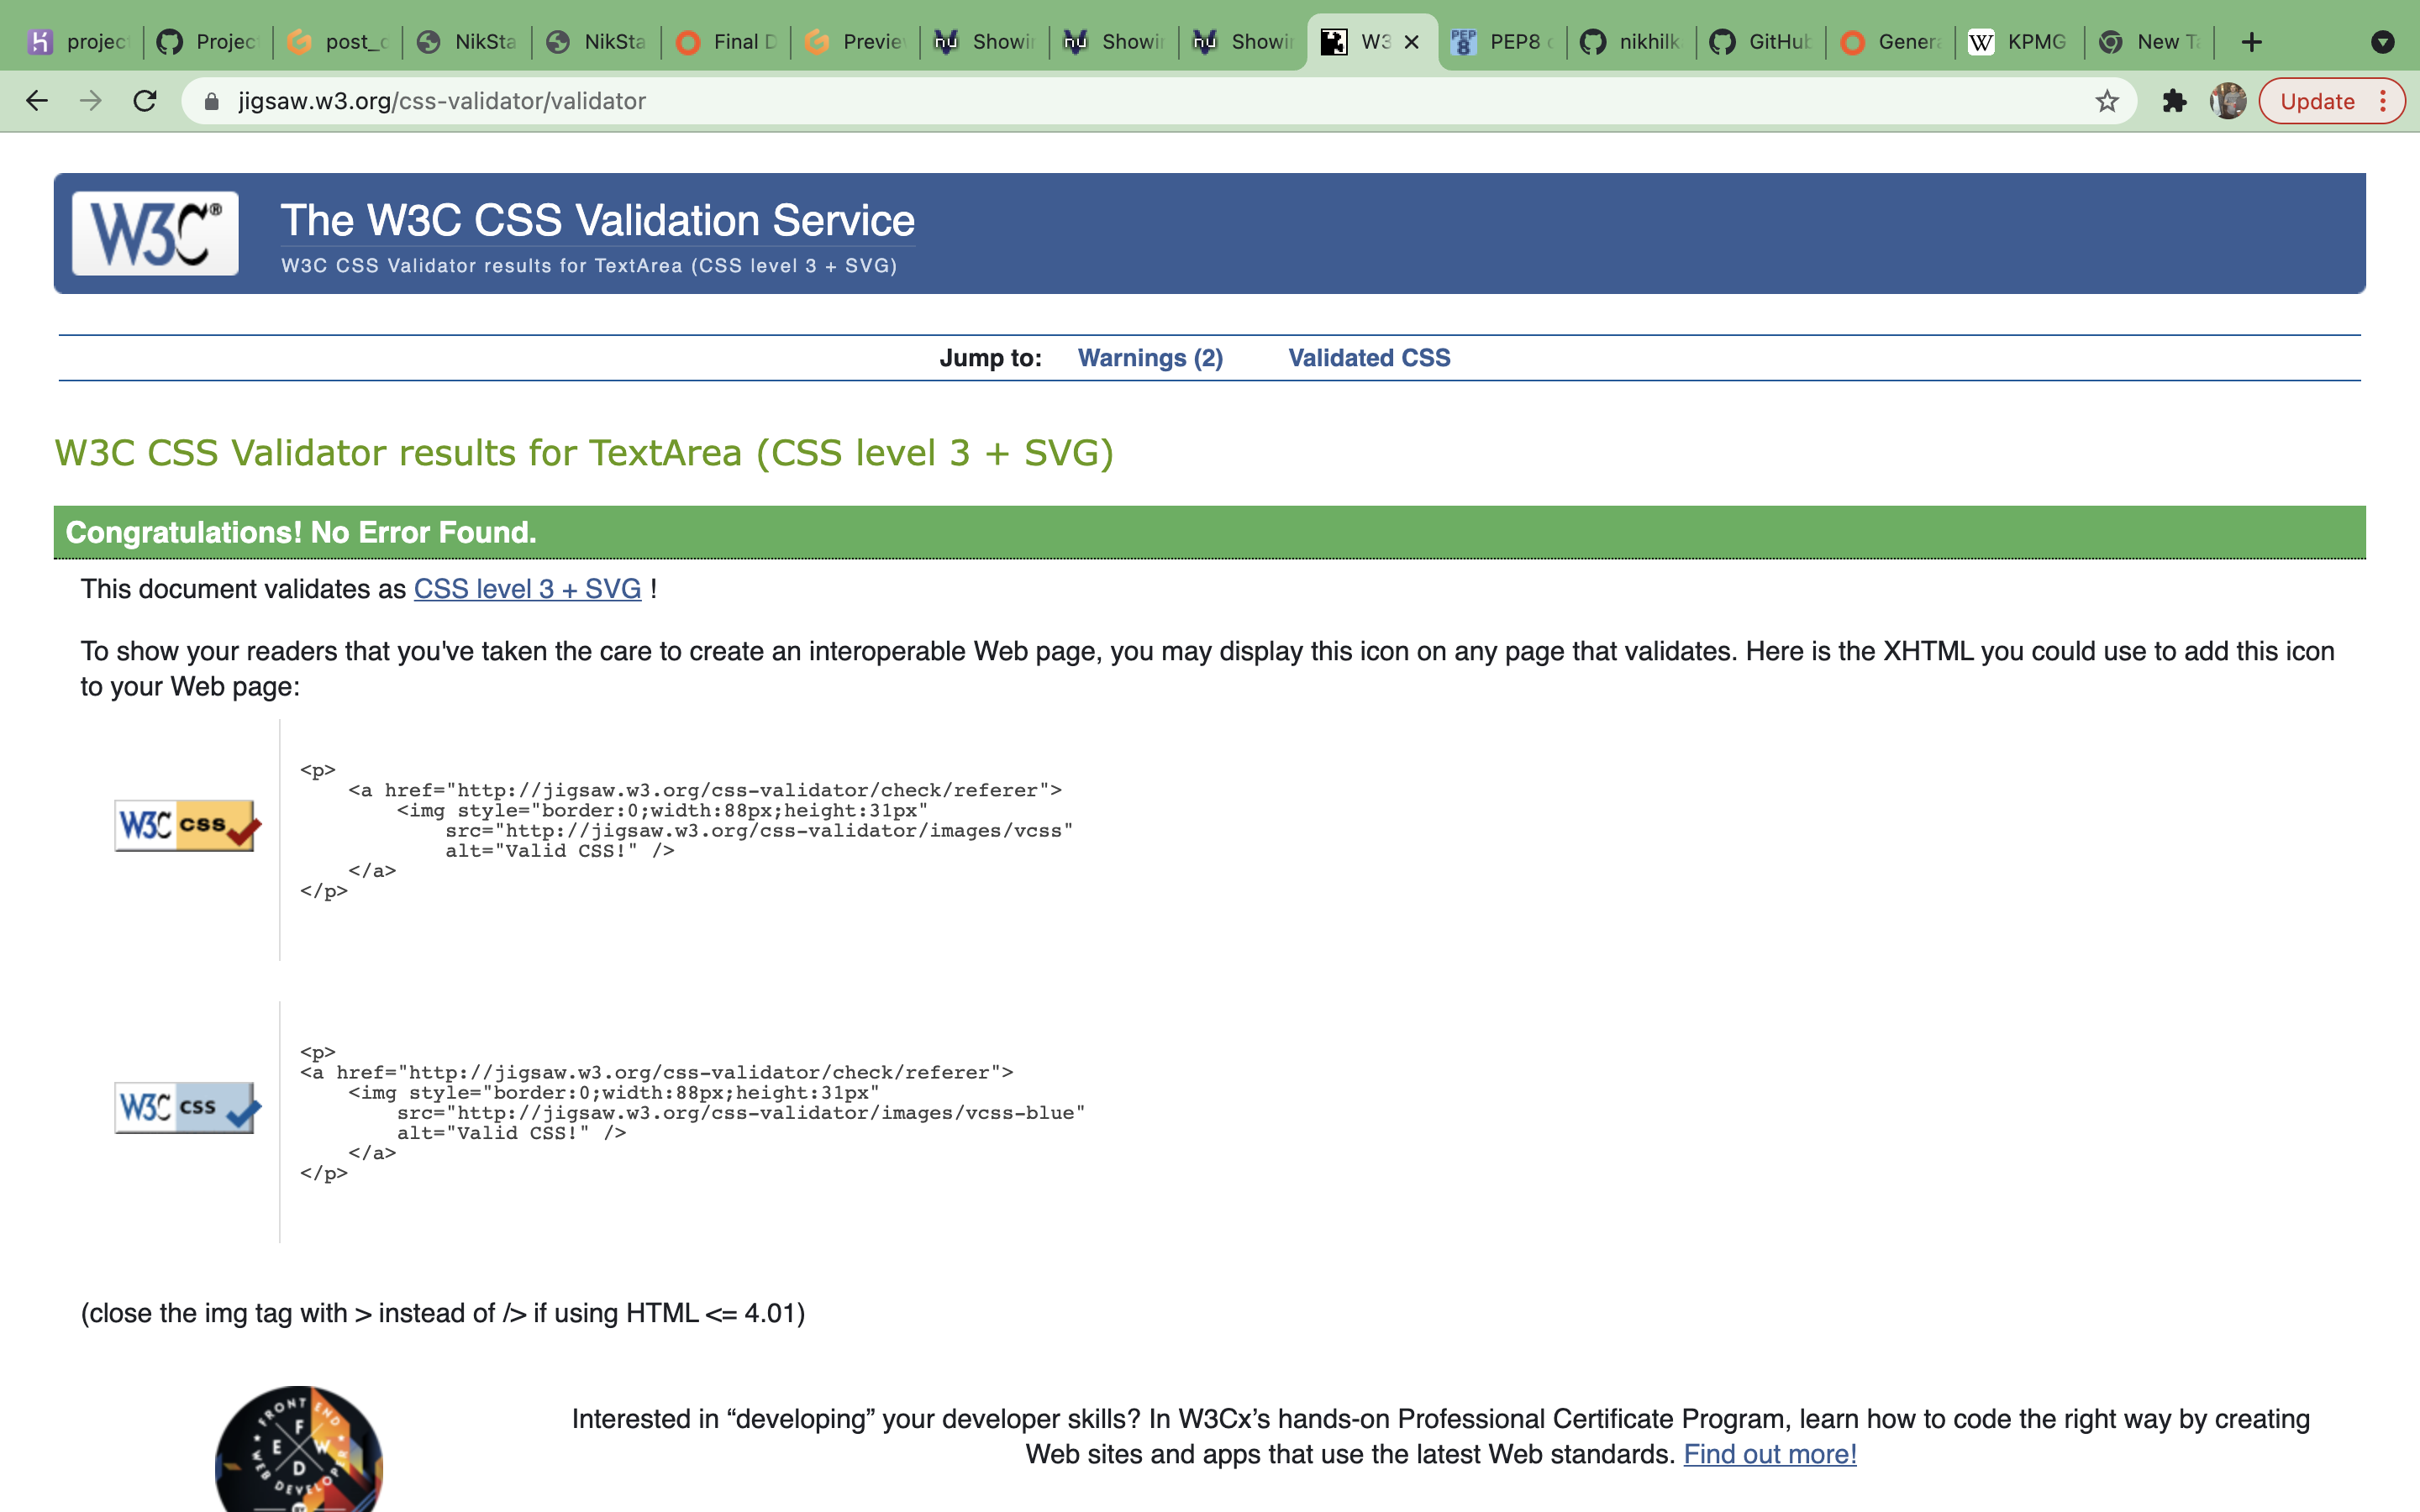 projec
Projec
post_
NikSta
NikSta
Final D
Previe
Showi
Showi
Showi
W3
PEP8
nikhilk
GitHub
Genera
KPMG
New T
jigsaw.w3.org/css-validator/validator
Update
W3C®
The W3C CSS Validation Service
W3C CSS Validator results for TextArea (CSS level 3 + SVG)
Jump to: Warnings (2) Validated CSS
W3C CSS Validator results for TextArea (CSS level 3 + SVG)
Congratulations! No Error Found.
This document validates as CSS level 3 + SVG !
To show your readers that you've taken the care to create an interoperable Web page, you may display this icon on any page that validates. Here is the XHTML you could use to add this icon
to your Web page:
W3C css
<p>
<a href="http://jigsaw.w3.org/css-validator/check/referer">
<img style="border:0;width:88px;height:31px"
src="http://jigsaw.w3.org/css-validator/images/vcss"
alt="Valid CSS!" />
</a>
</p>
W3C css
<p>
<a href="http://jigsaw.w3.org/css-validator/check/referer">
<img style="border:0;width:88px;height:31px"
src="http://jigsaw.w3.org/css-validator/images/vcss-blue"
alt="Valid CSS!" />
</a>
</p>
(close the img tag with > instead of /> if using HTML <= 4.01)
FRONT END
F E W D
WEB DEVELOPER
BY
Interested in “developing” your developer skills? In W3Cx’s hands-on Professional Certificate Program, learn how to code the right way by creating
Web sites and apps that use the latest Web standards. Find out more!